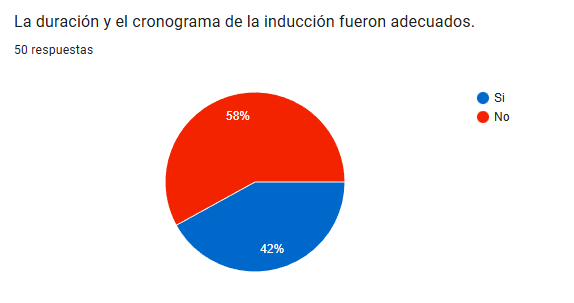 La duración y el cronograma de la inducción fueron adecuados.
50 respuestas
58%
Si
No
42%